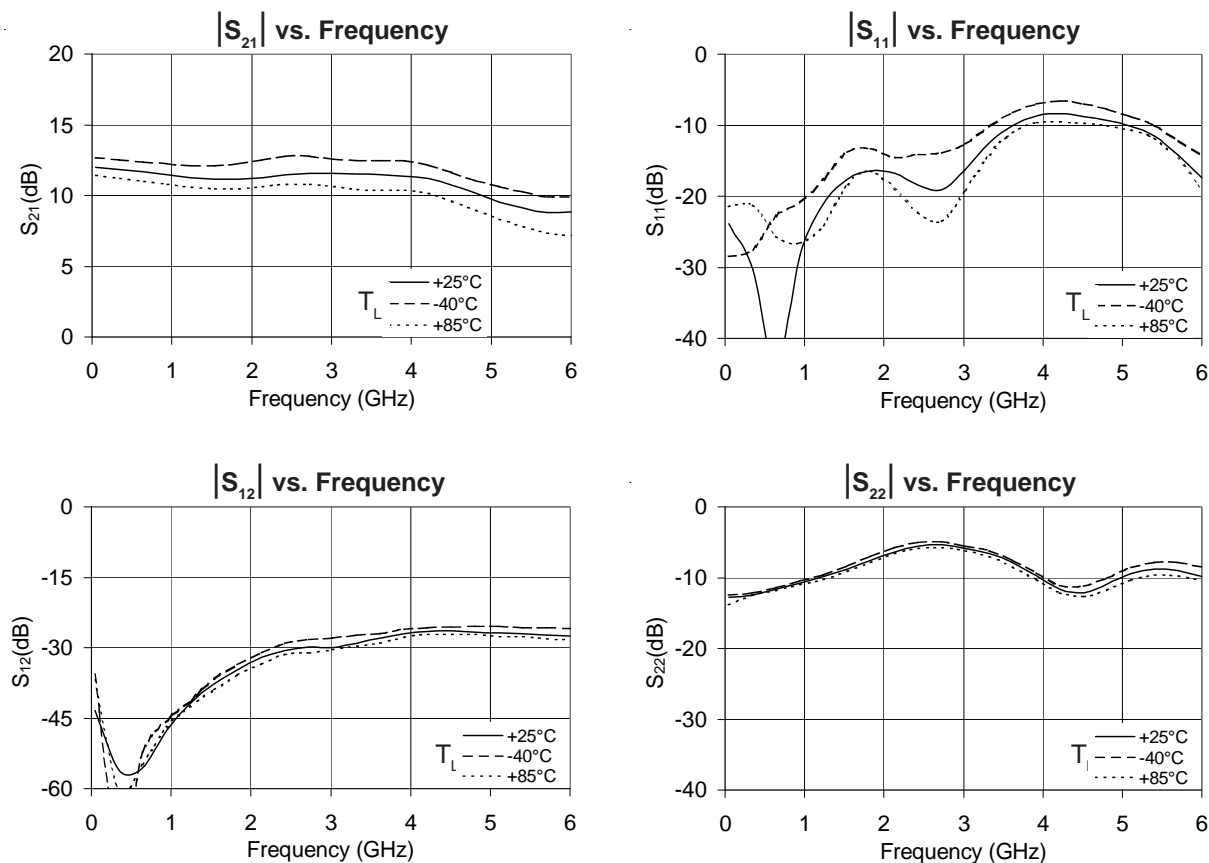 |S21| vs. Frequency
20
15
10
5
0
S21(dB)
TL
+25°C
-40°C
+85°C
0 1 2 3 4 5 6
Frequency (GHz)
|S11| vs. Frequency
-0
-10
-20
-30
-40
S11(dB)
TL
+25°C
-40°C
+85°C
0 1 2 3 4 5 6
Frequency (GHz)
|S12| vs. Frequency
0
-15
-30
-45
-60
S12(dB)
TL
+25°C
-40°C
+85°C
0 1 2 3 4 5 6
Frequency (GHz)
|S22| vs. Frequency
0
-10
-20
-30
-40
S22(dB)
T
+25°C
-40°C
+85°C
0 1 2 3 4 5 6
Frequency (GHz)